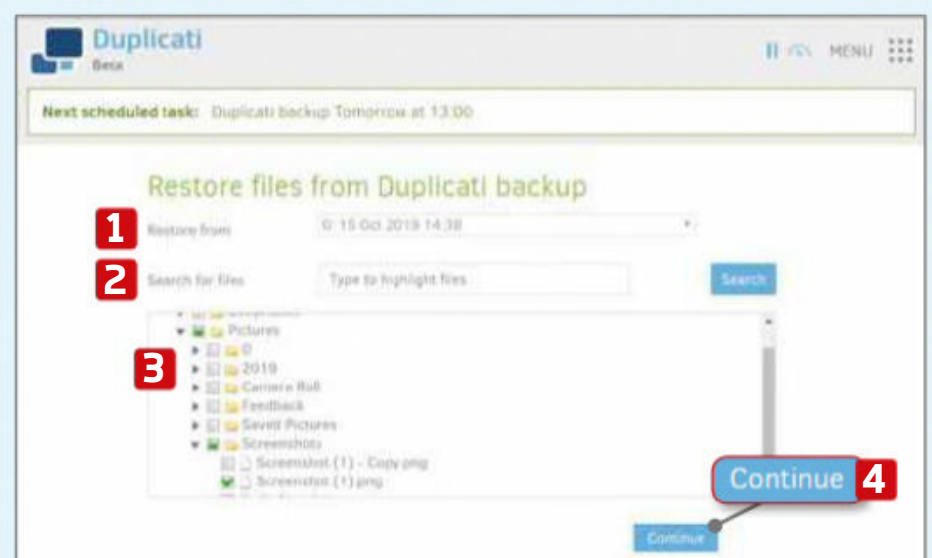 Duplicati
Beta
MENU
Next scheduled task: Duplicati backup Tomorrow at 13:00
Restore files from Duplicati backup
1
Restore from
0: 15 Oct 2019 14:38
2
Search for files
Type to highlight files
Search
Pictures
3
0
2019
Camera Roll
Feedback
Saved Pictures
Screenshots
Screenshot (1) - Copy.png
Screenshot (1).png
Continue 4
Continue